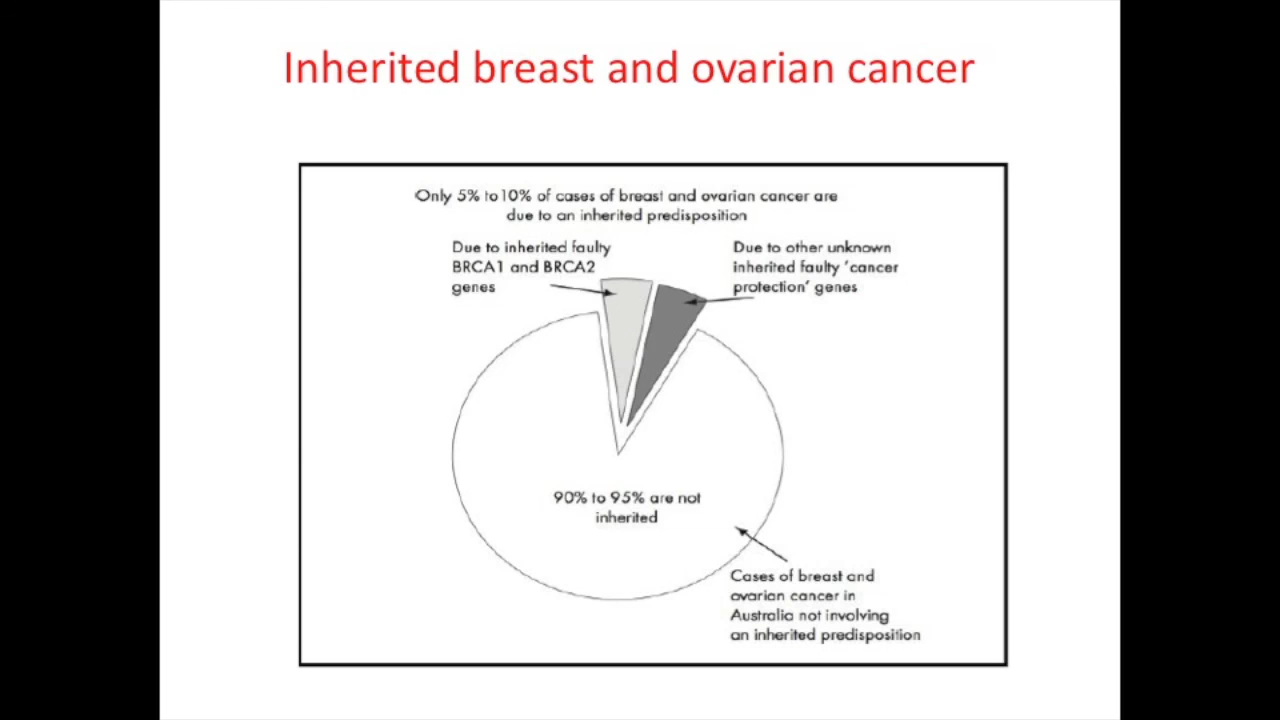 Inherited breast and ovarian cancer
Only 5% to10% of cases of breast and ovarian cancer are
due to an inherited predisposition
Due to inherited faulty
BRCA1 and BRCA2
genes
Due to other unknown
inherited faulty ‘cancer
protection’ genes
90% to 95% are not
inherited
Cases of breast and
ovarian cancer in
Australia not involving
an inherited predisposition